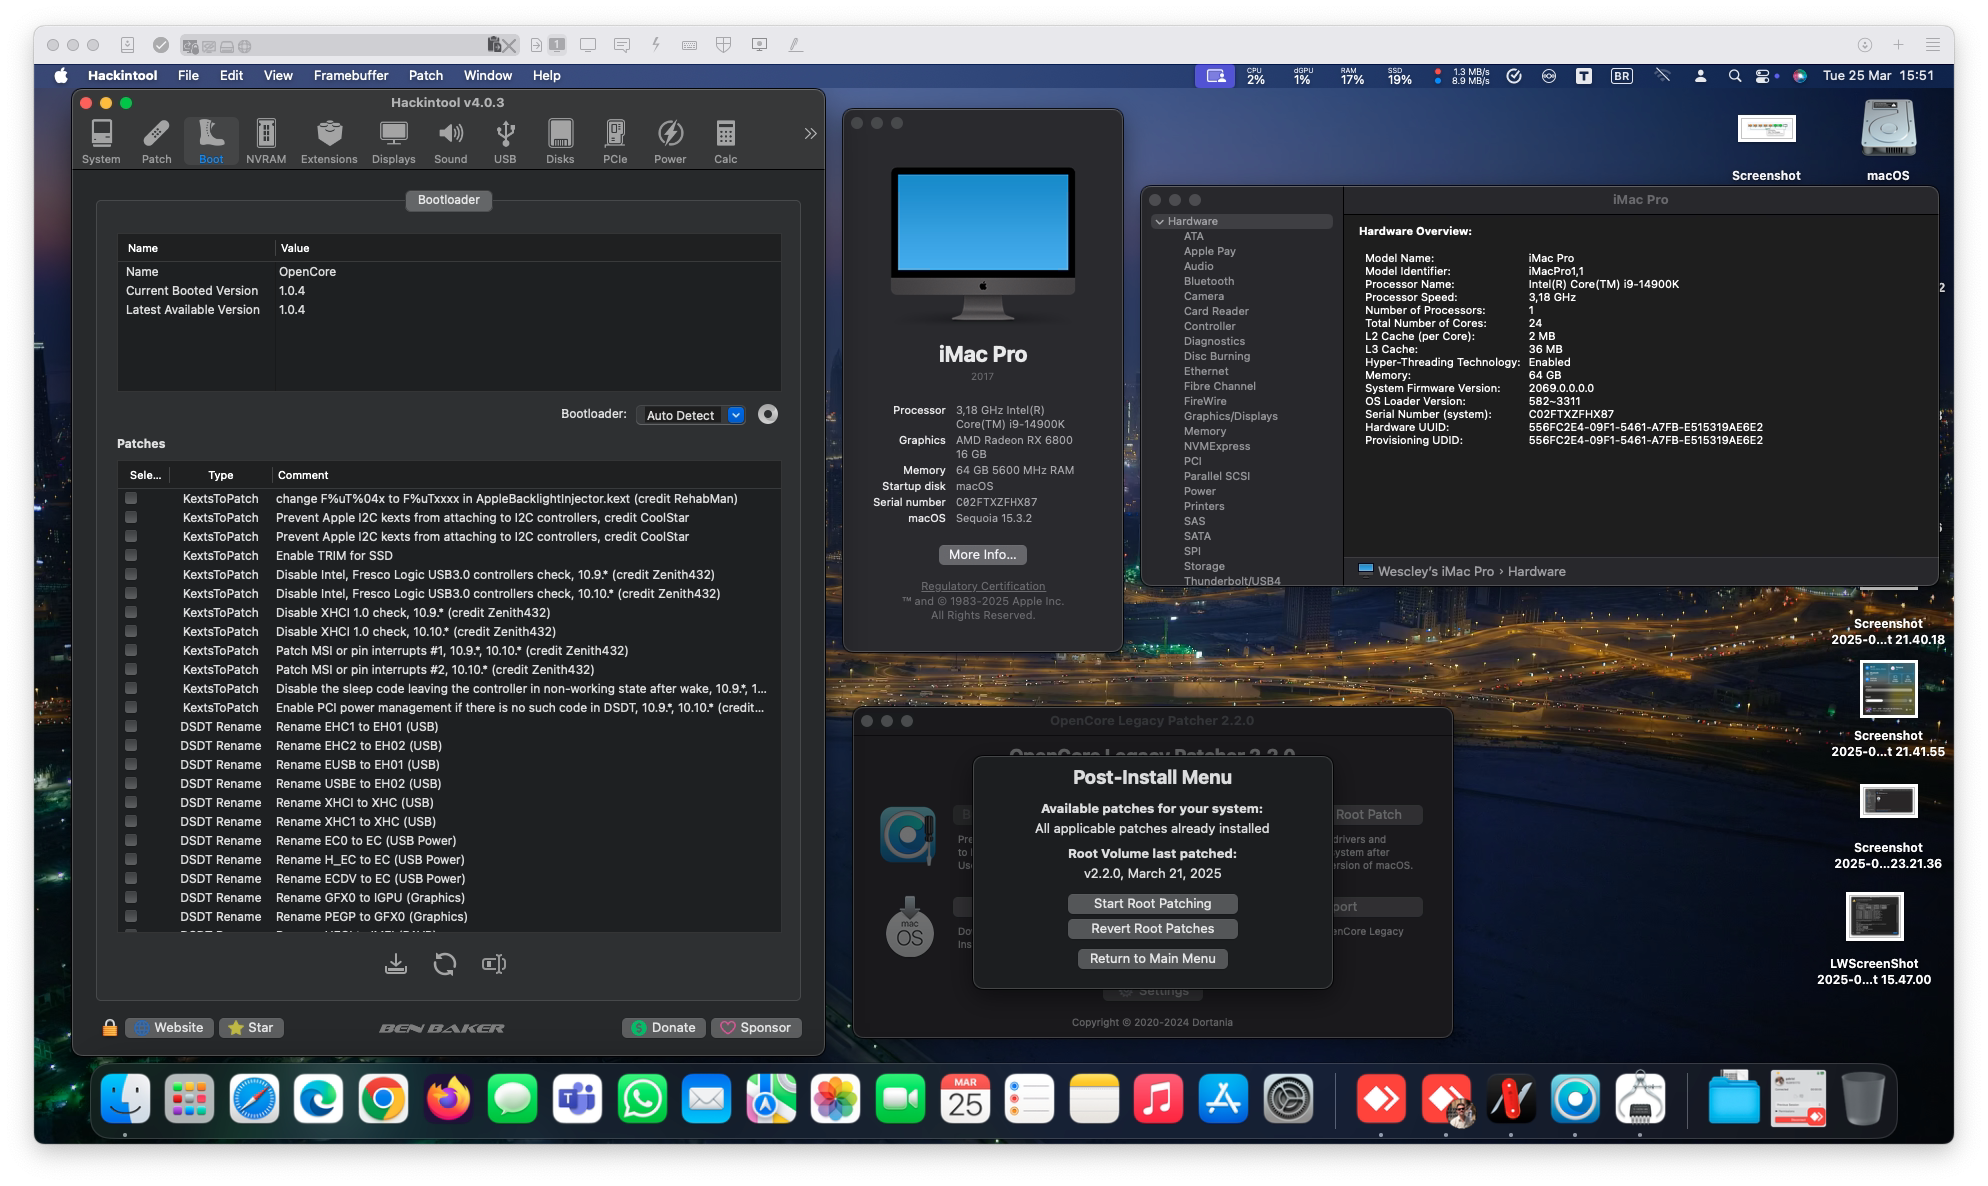 1
Hackintool File Edit View Framebuffer Patch Window Help
CPU 2%
dGPU 1%
RAM 17%
SSD 19%
1.3 MB/s
8.9 MB/s
T
BR
Tue 25 Mar 15:51
Hackintool v4.0.3
System Patch Boot NVRAM Extensions Displays Sound USB Disks PCIe Power Calc
Bootloader
Name Value
Name OpenCore
Current Booted Version 1.0.4
Latest Available Version 1.0.4
Bootloader: Auto Detect
Patches
Sele... Type Comment
KextsToPatch change F%uT%04x to F%uTxxxx in AppleBacklightInjector.kext (credit RehabMan)
KextsToPatch Prevent Apple I2C kexts from attaching to I2C controllers, credit CoolStar
KextsToPatch Prevent Apple I2C kexts from attaching to I2C controllers, credit CoolStar
KextsToPatch Enable TRIM for SSD
KextsToPatch Disable Intel, Fresco Logic USB3.0 controllers check, 10.9.* (credit Zenith432)
KextsToPatch Disable Intel, Fresco Logic USB3.0 controllers check, 10.10.* (credit Zenith432)
KextsToPatch Disable XHCI 1.0 check, 10.9.* (credit Zenith432)
KextsToPatch Disable XHCI 1.0 check, 10.10.* (credit Zenith432)
KextsToPatch Patch MSI or pin interrupts #1, 10.9.*, 10.10.* (credit Zenith432)
KextsToPatch Patch MSI or pin interrupts #2, 10.10.* (credit Zenith432)
KextsToPatch Disable the sleep code leaving the controller in non-working state after wake, 10.9.*, 1...
KextsToPatch Enable PCI power management if there is no such code in DSDT, 10.9.*, 10.10.* (credit...
DSDT Rename Rename EHC1 to EH01 (USB)
DSDT Rename Rename EHC2 to EH02 (USB)
DSDT Rename Rename EUSB to EH01 (USB)
DSDT Rename Rename USBE to EH02 (USB)
DSDT Rename Rename XHCI to XHC (USB)
DSDT Rename Rename XHC1 to XHC (USB)
DSDT Rename Rename EC0 to EC (USB Power)
DSDT Rename Rename H_EC to EC (USB Power)
DSDT Rename Rename ECDV to EC (USB Power)
DSDT Rename Rename GFX0 to IGPU (Graphics)
DSDT Rename Rename PEGP to GFX0 (Graphics)
Website Star BEN BAKER Donate Sponsor
iMac Pro
2017
Processor 3,18 GHz Intel(R)
Core(TM) i9-14900K
Graphics AMD Radeon RX 6800
16 GB
Memory 64 GB 5600 MHz RAM
Startup disk macOS
Serial number C02FTXZFHX87
macOS Sequoia 15.3.2
More Info...
Regulatory Certification
™ and © 1983-2025 Apple Inc.
All Rights Reserved.
iMac Pro
Hardware
ATA
Apple Pay
Audio
Bluetooth
Camera
Card Reader
Controller
Diagnostics
Disc Burning
Ethernet
Fibre Channel
FireWire
Graphics/Displays
Memory
NVMExpress
PCI
Parallel SCSI
Power
Printers
SAS
SATA
SPI
Storage
Thunderbolt/USB4
Hardware Overview:
Model Name: iMac Pro
Model Identifier: iMacPro1,1
Processor Name: Intel(R) Core(TM) i9-14900K
Processor Speed: 3,18 GHz
Number of Processors: 1
Total Number of Cores: 24
L2 Cache (per Core): 2 MB
L3 Cache: 36 MB
Hyper-Threading Technology: Enabled
Memory: 64 GB
System Firmware Version: 2069.0.0.0.0
OS Loader Version: 582~3311
Serial Number (system): C02FTXZFHX87
Hardware UUID: 556FC2E4-09F1-5461-A7FB-E515319AE6E2
Provisioning UDID: 556FC2E4-09F1-5461-A7FB-E515319AE6E2
Wescley's iMac Pro › Hardware
OpenCore Legacy Patcher 2.2.0
OpenCore Legacy Patcher 2.2.0
Post-Install Menu
Available patches for your system:
All applicable patches already installed
Root Volume last patched:
v2.2.0, March 21, 2025
Start Root Patching
Revert Root Patches
Return to Main Menu
Root Patch
drivers and
ystem after
ersion of macOS.
port
enCore Legacy
mac
OS
Settings
Copyright © 2020-2024 Dortania
Screenshot
macOS
Screenshot
2025-0...t 21.40.18
Screenshot
2025-0...t 21.41.55
Screenshot
2025-0...23.21.36
LWScreenShot
2025-0...t 15.47.00
MAR
25